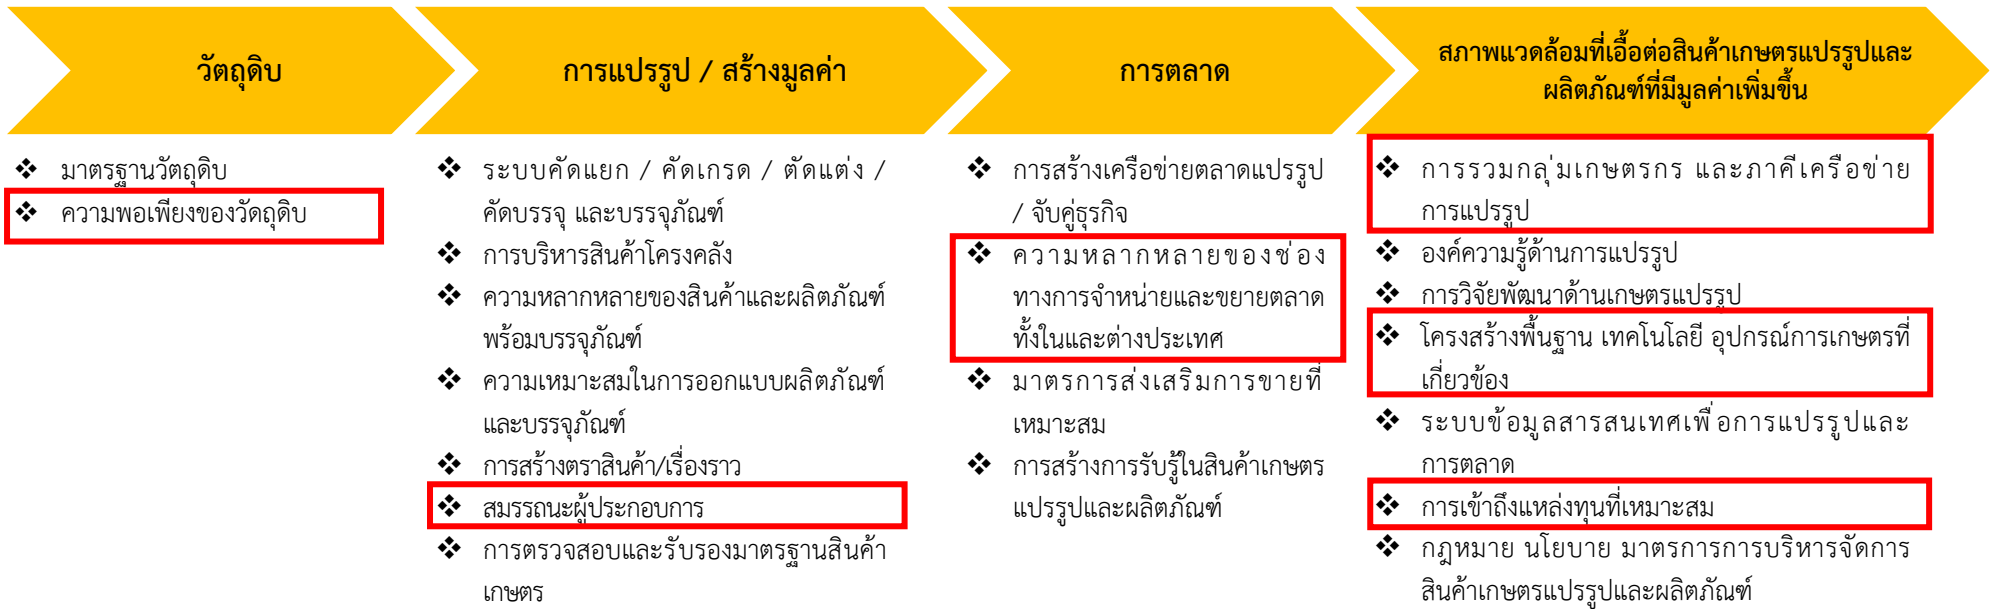 วัตถุดิบ
❖ มาตรฐานวัตถุดิบ
❖ ความพอเพียงของวัดถุดิบ
การแปรรูป / สร้างมูลค่า
❖ ระบบคัดแยก / คัดเกรด / ตัดแต่ง /
คัดบรรจุ และบรรจุภัณฑ์
❖ การบริหารสินค้าโครงคลัง
❖ ความหลากหลายของสินค้าและผลิตภัณฑ์
พร้อมบรรจุภัณฑ์
❖ ความเหมาะสมในการออกแบบผลิตภัณฑ์
และบรรจุภัณฑ์
❖ การสร้างตราสินค้า/เรื่องราว
❖ สมรรถนะผู้ประกอบการ
❖ การตรวจสอบและรับรองมาตรฐานสินค้า
เกษตร
การตลาด
❖ การสร้างเครือข่ายตลาดแปรรูป
/ จับคู่ธุรกิจ
❖ ความหลากหลายของช่อง
ทางการจำหน่ายและขยายตลาด
ทั้งในและต่างประเทศ
❖ มาตรการส่งเสริมการขายที่
เหมาะสม
❖ การสร้างการรับรู้ในสินค้าเกษตร
แปรรูปและผลิตภัณฑ์
สภาพแวดล้อมที่เอื้อต่อสินค้าเกษตรแปรรูปและ
ผลิตภัณฑ์ที่มีมูลค่าเพิ่มขึ้น
❖ การรวมกลุ่มเกษตรกร และภาคีเครือข่าย
การแปรรูป
❖ องค์ความรู้ด้านการแปรรูป
❖ การวิจัยพัฒนาด้านเกษตรแปรรูป
❖ โครงสร้างพื้นฐาน เทคโนโลยี อุปกรณ์การเกษตรที่
เกี่ยวข้อง
❖ ระบบข้อมูลสารสนเทศเพื่อการแปรรูปและ
การตลาด
❖ การเข้าถึงแหล่งทุนที่เหมาะสม
❖ กฎหมาย นโยบาย มาตรการการบริหารจัดการ
สินค้าเกษตรแปรรูปและผลิตภัณฑ์